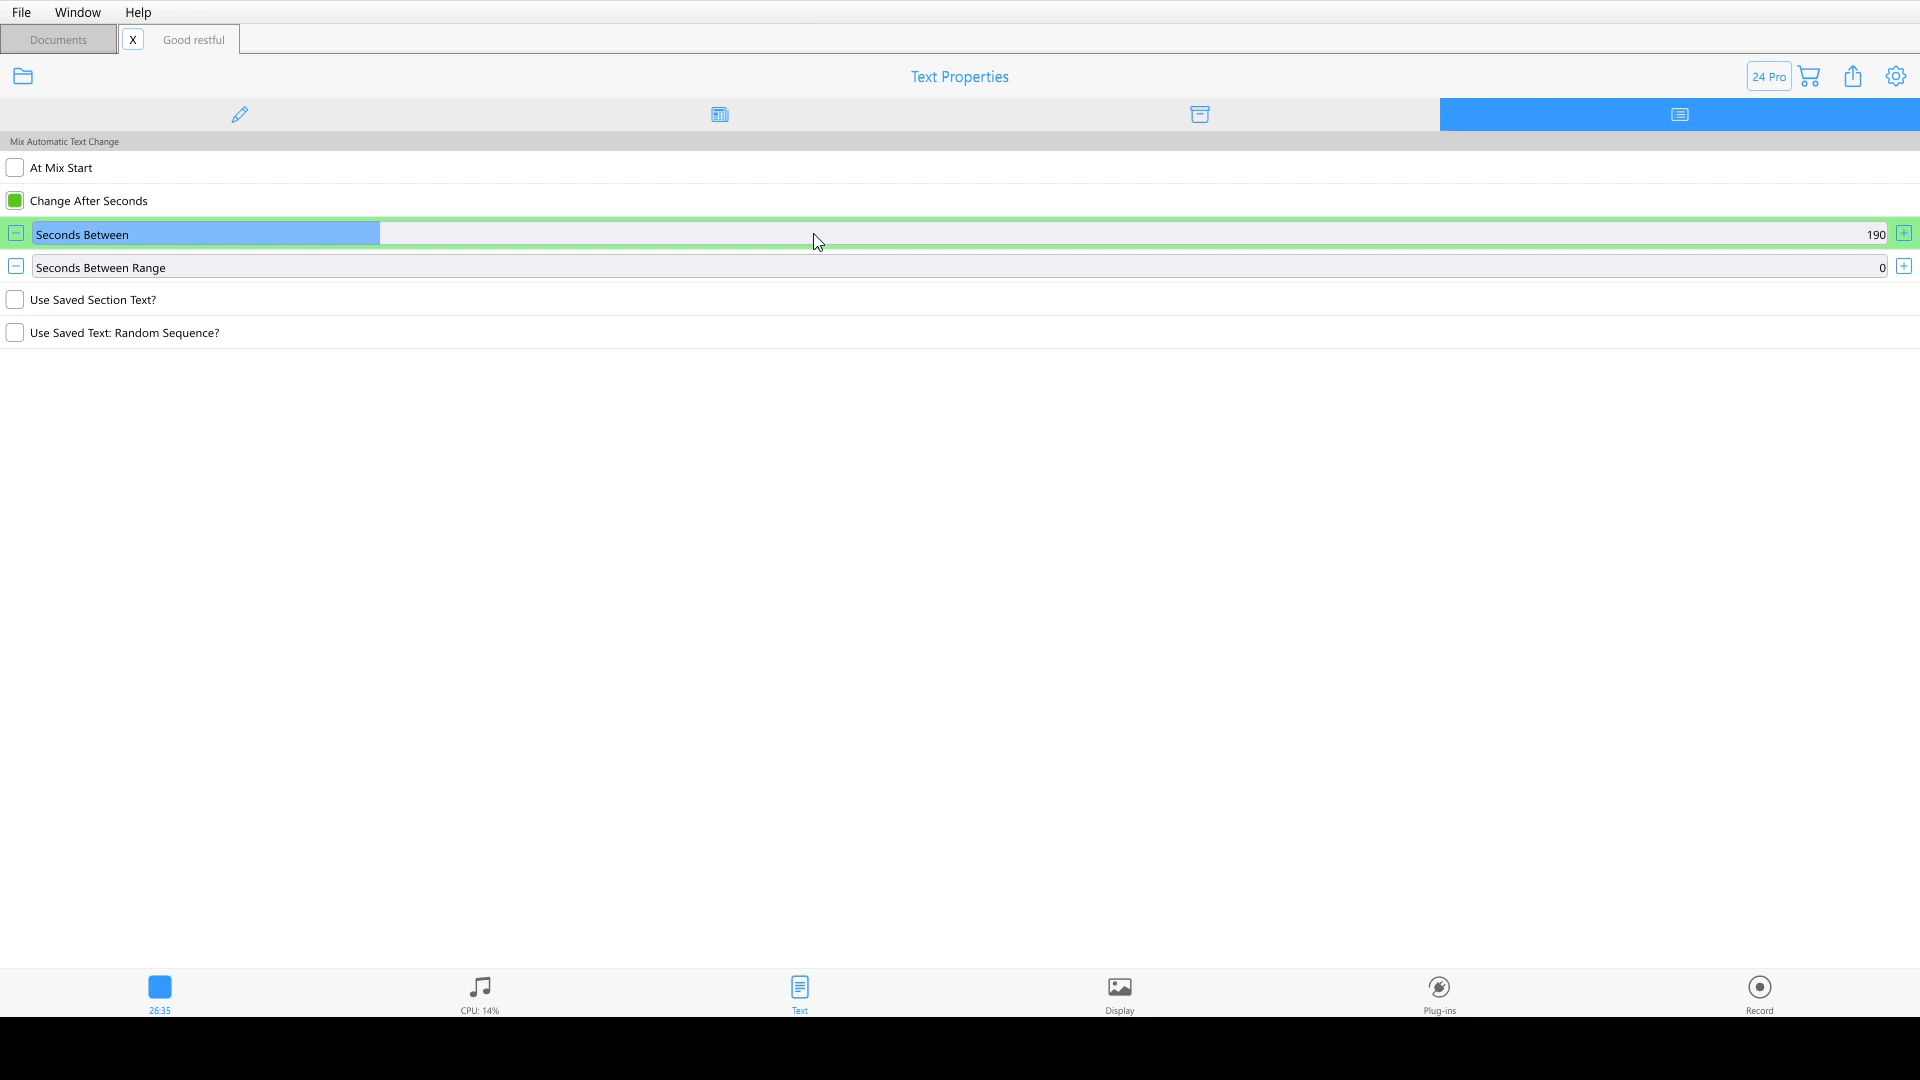 File Window Help
Documents X Good restful
Text Properties 24 Pro
Mix Automatic Text Change
At Mix Start
Change After Seconds
Seconds Between 190
Seconds Between Range 0
Use Saved Section Text?
Use Saved Text: Random Sequence?
26:35 CPU: 14% Text Display Plug-ins Record